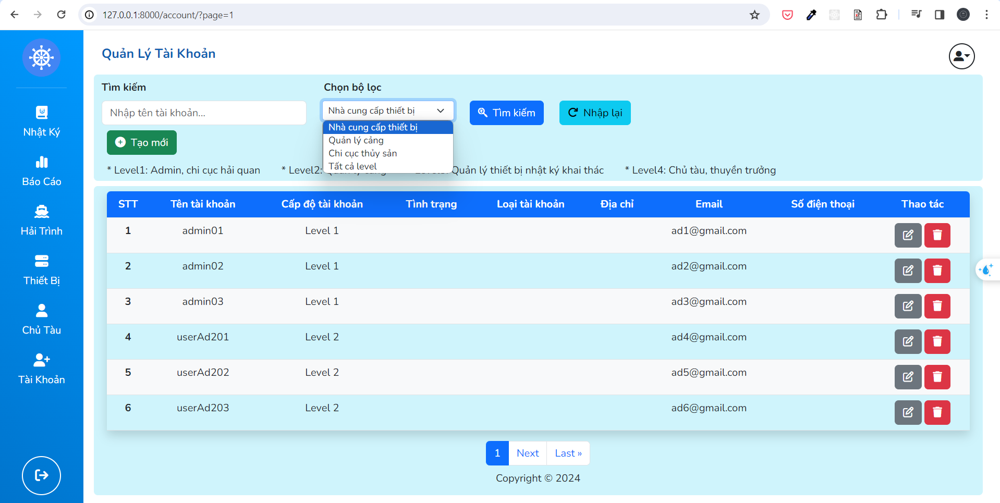 127.0.0.1:8000/account/?page=1
Quản Lý Tài Khoản
Nhật Ký
Báo Cáo
Hải Trình
Thiết Bị
Chủ Tàu
Tài Khoản
Tìm kiếm
Chọn bộ lọc
Nhập tên tài khoản...
Nhà cung cấp thiết bị
Tìm kiếm
Nhập lại
Nhà cung cấp thiết bị
Quản lý cảng
Chi cục thủy sản
Tất cả level
Tạo mới
* Level1: Admin, chi cục hải quan * Level2: Quản lý thiết bị nhật ký khai thác * Level4: Chủ tàu, thuyền trưởng
STT Tên tài khoản Cấp độ tài khoản Tình trạng Loại tài khoản Địa chỉ Email Số điện thoại Thao tác
1 admin01 Level 1 ad1@gmail.com
2 admin02 Level 1 ad2@gmail.com
3 admin03 Level 1 ad3@gmail.com
4 userAd201 Level 2 ad4@gmail.com
5 userAd202 Level 2 ad5@gmail.com
6 userAd203 Level 2 ad6@gmail.com
1 Next Last »
Copyright © 2024